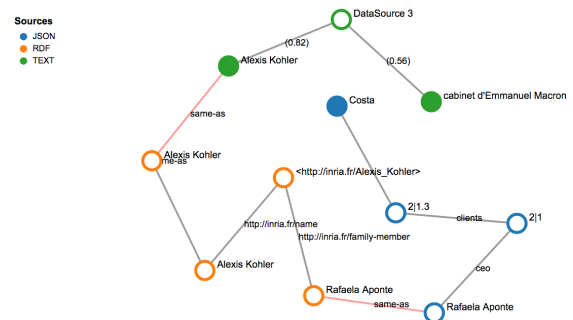 Sources
JSON
RDF
TEXT
DataSource 3
(0.82)
Alexis Kohler
(0.56)
cabinet d'Emmanuel Macron
Costa
same-as
Alexis Kohler
me-as
<http://inria.fr/Alexis_Kohler>
2|1.3
clients
2|1
http://inria.fr/name
http://inria.fr/family-member
Alexis Kohler
ceo
Rafaela Aponte
same-as
Rafaela Aponte